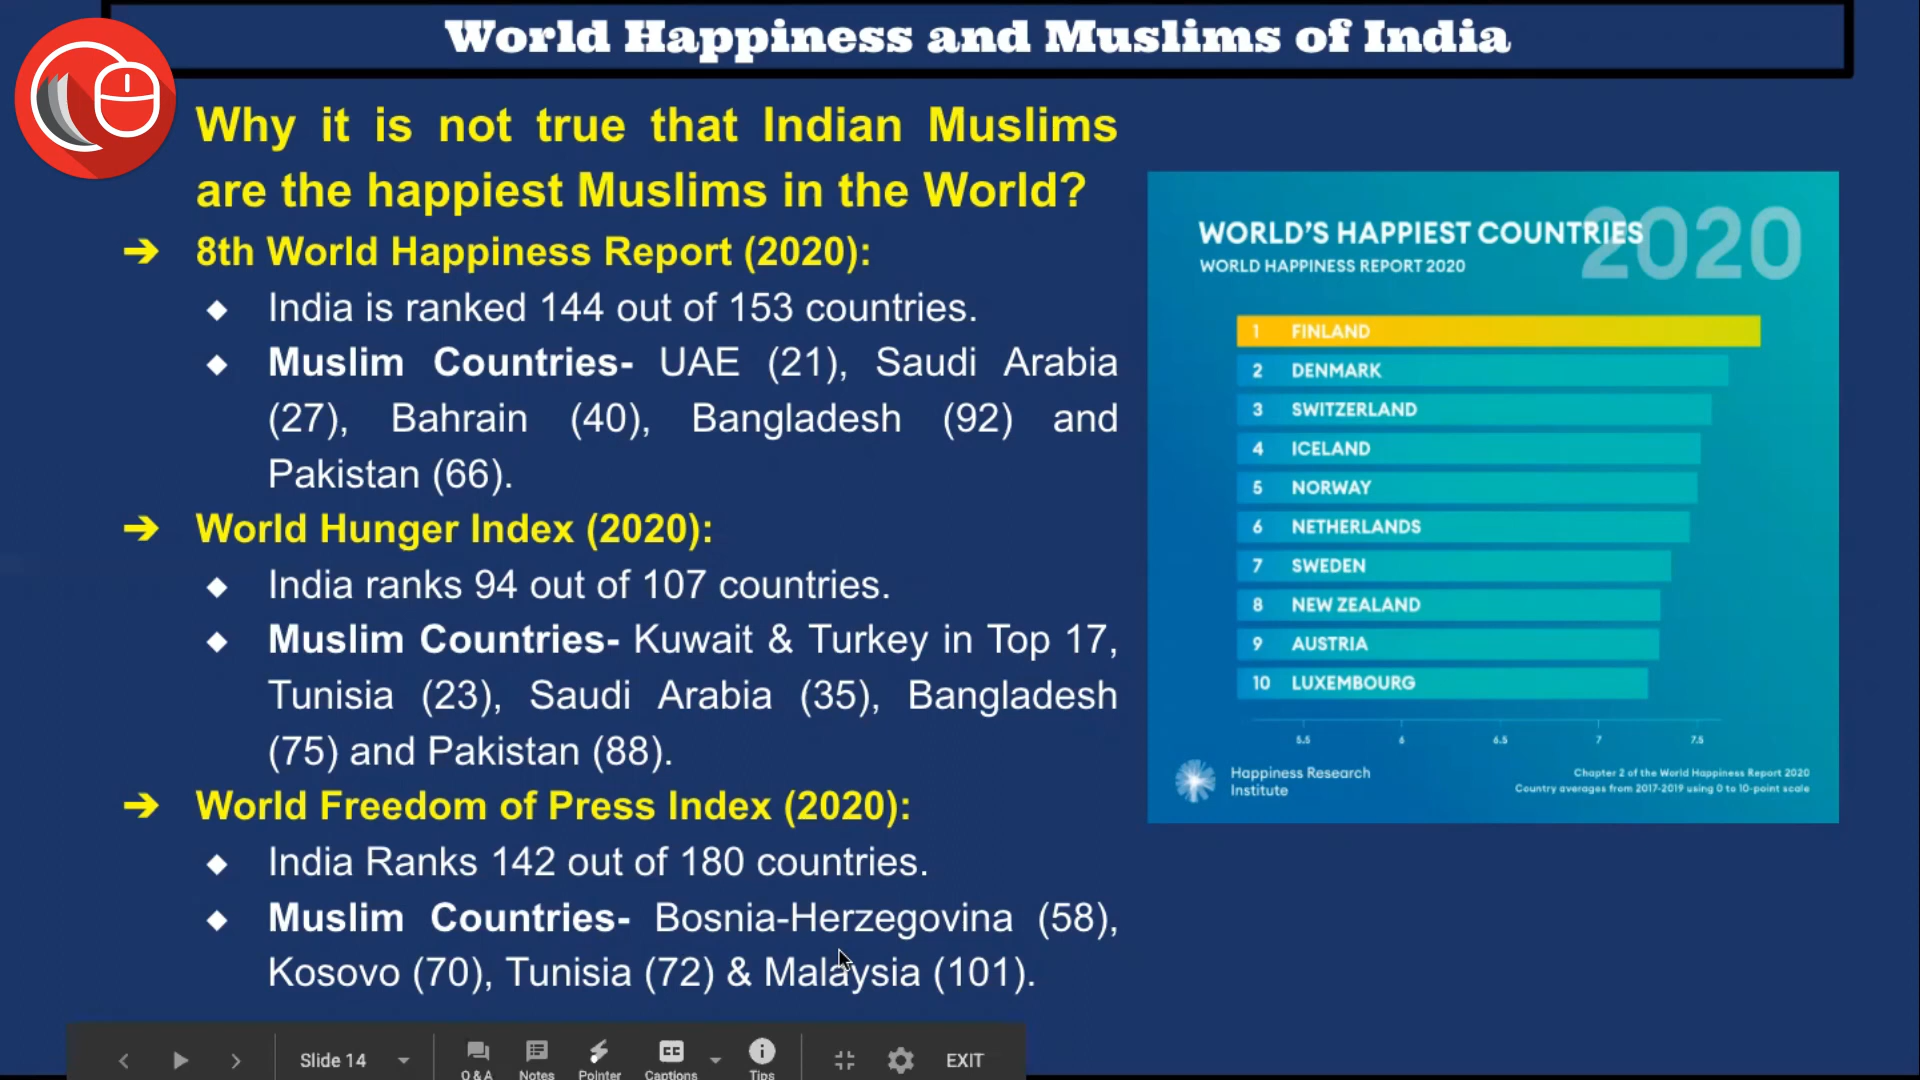 World Happiness and Muslims of India
Why it is not true that Indian Muslims
are the happiest Muslims in the World?
➔ 8th World Happiness Report (2020):
◆ India is ranked 144 out of 153 countries.
◆ Muslim Countries- UAE (21), Saudi Arabia
(27), Bahrain (40), Bangladesh (92) and
Pakistan (66).
➔ World Hunger Index (2020):
◆ India ranks 94 out of 107 countries.
◆ Muslim Countries- Kuwait & Turkey in Top 17,
Tunisia (23), Saudi Arabia (35), Bangladesh
(75) and Pakistan (88).
➔ World Freedom of Press Index (2020):
◆ India Ranks 142 out of 180 countries.
◆ Muslim Countries- Bosnia-Herzegovina (58),
Kosovo (70), Tunisia (72) & Malaysia (101).
2020
WORLD'S HAPPIEST COUNTRIES
WORLD HAPPINESS REPORT 2020
1 FINLAND
2 DENMARK
3 SWITZERLAND
4 ICELAND
5 NORWAY
6 NETHERLANDS
7 SWEDEN
8 NEW ZEALAND
9 AUSTRIA
10 LUXEMBOURG
5.5 6 6.5 7 7.5
Happiness Research
Institute
Chapter 2 of the World Happiness Report 2020
Country averages from 2017-2019 using 0 to 10-point scale
Slide 14
Q & A
Notes
Pointer
CC
Captions
Tips
EXIT